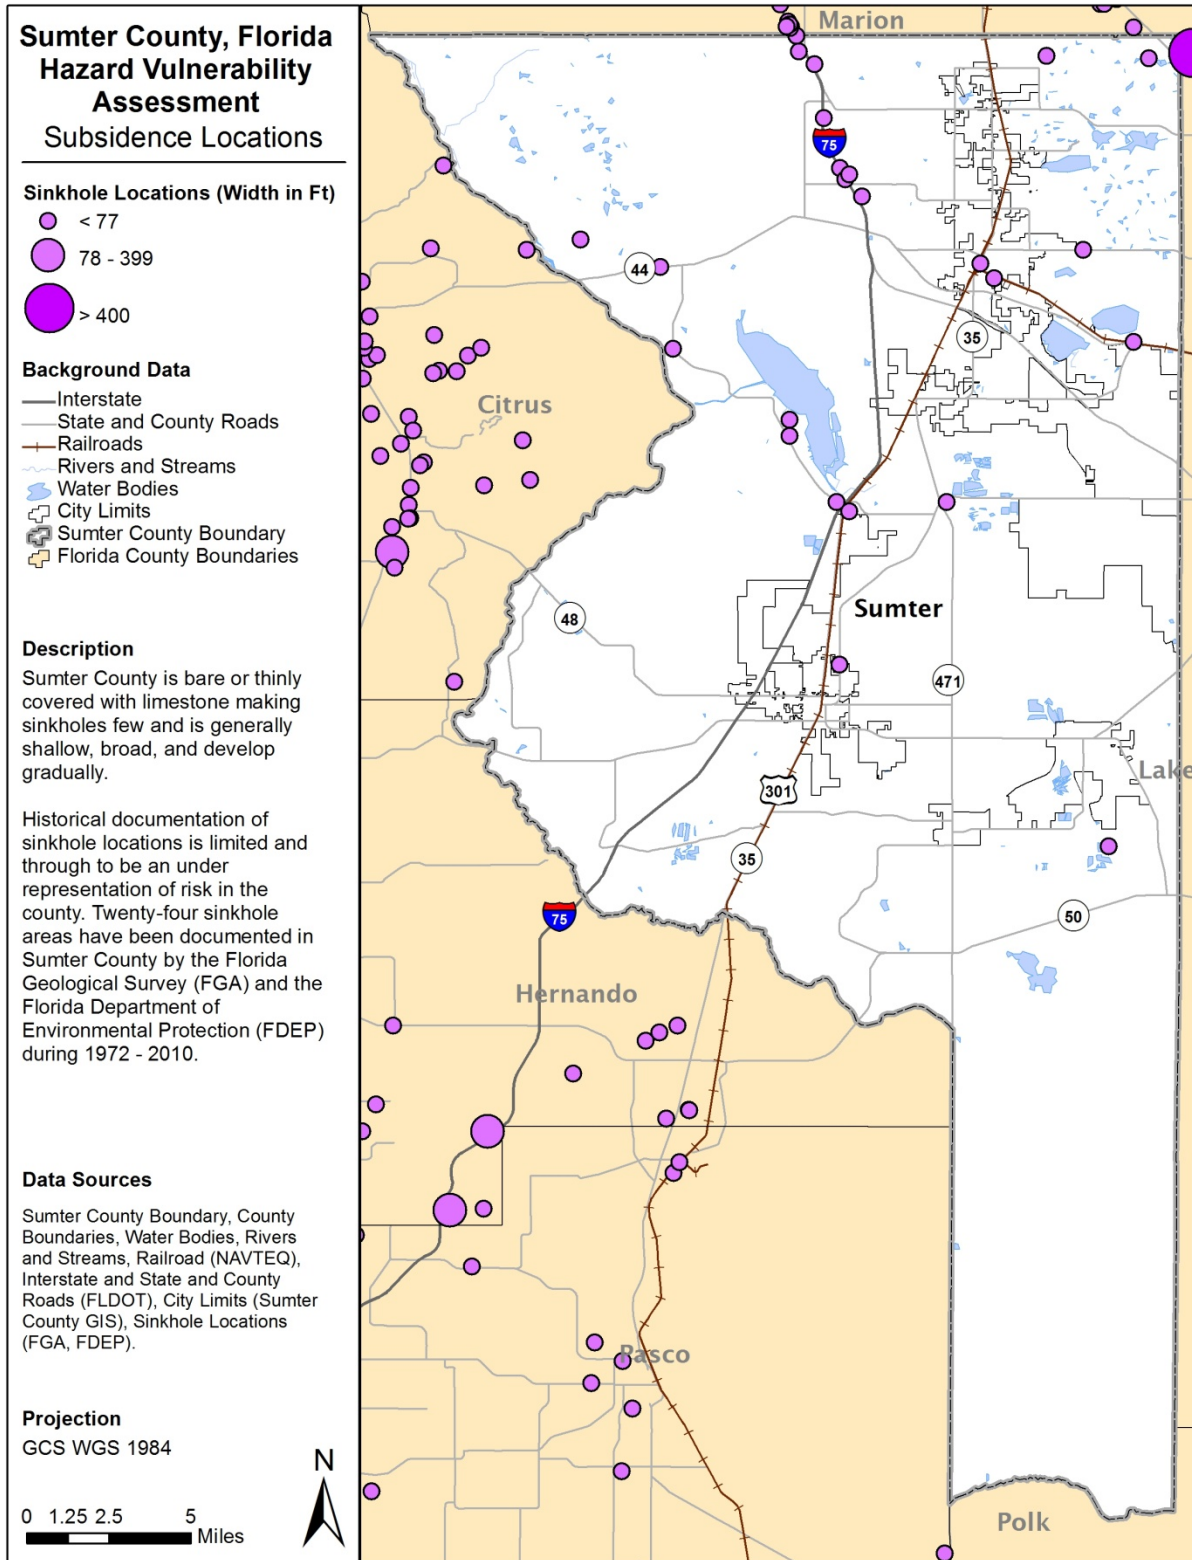 Sumter County, Florida
Hazard Vulnerability
Assessment
Subsidence Locations
Sinkhole Locations (Width in Ft)
< 77
78 - 399
> 400
Background Data
Interstate
State and County Roads
Railroads
Rivers and Streams
Water Bodies
City Limits
Sumter County Boundary
Florida County Boundaries
Description
Sumter County is bare or thinly
covered with limestone making
sinkholes few and is generally
shallow, broad, and develop
gradually.
Historical documentation of
sinkhole locations is limited and
through to be an under
representation of risk in the
county. Twenty-four sinkhole
areas have been documented in
Sumter County by the Florida
Geological Survey (FGA) and the
Florida Department of
Environmental Protection (FDEP)
during 1972 - 2010.
Data Sources
Sumter County Boundary, County
Boundaries, Water Bodies, Rivers
and Streams, Railroad (NAVTEQ),
Interstate and State and County
Roads (FLDOT), City Limits (Sumter
County GIS), Sinkhole Locations
(FGA, FDEP).
Projection
GCS WGS 1984
N
0 1.25 2.5 5
Miles
Marion
75
44
35
Citrus
48
Sumter
471
Lake
301
35
75
50
Hernando
Pasco
Polk